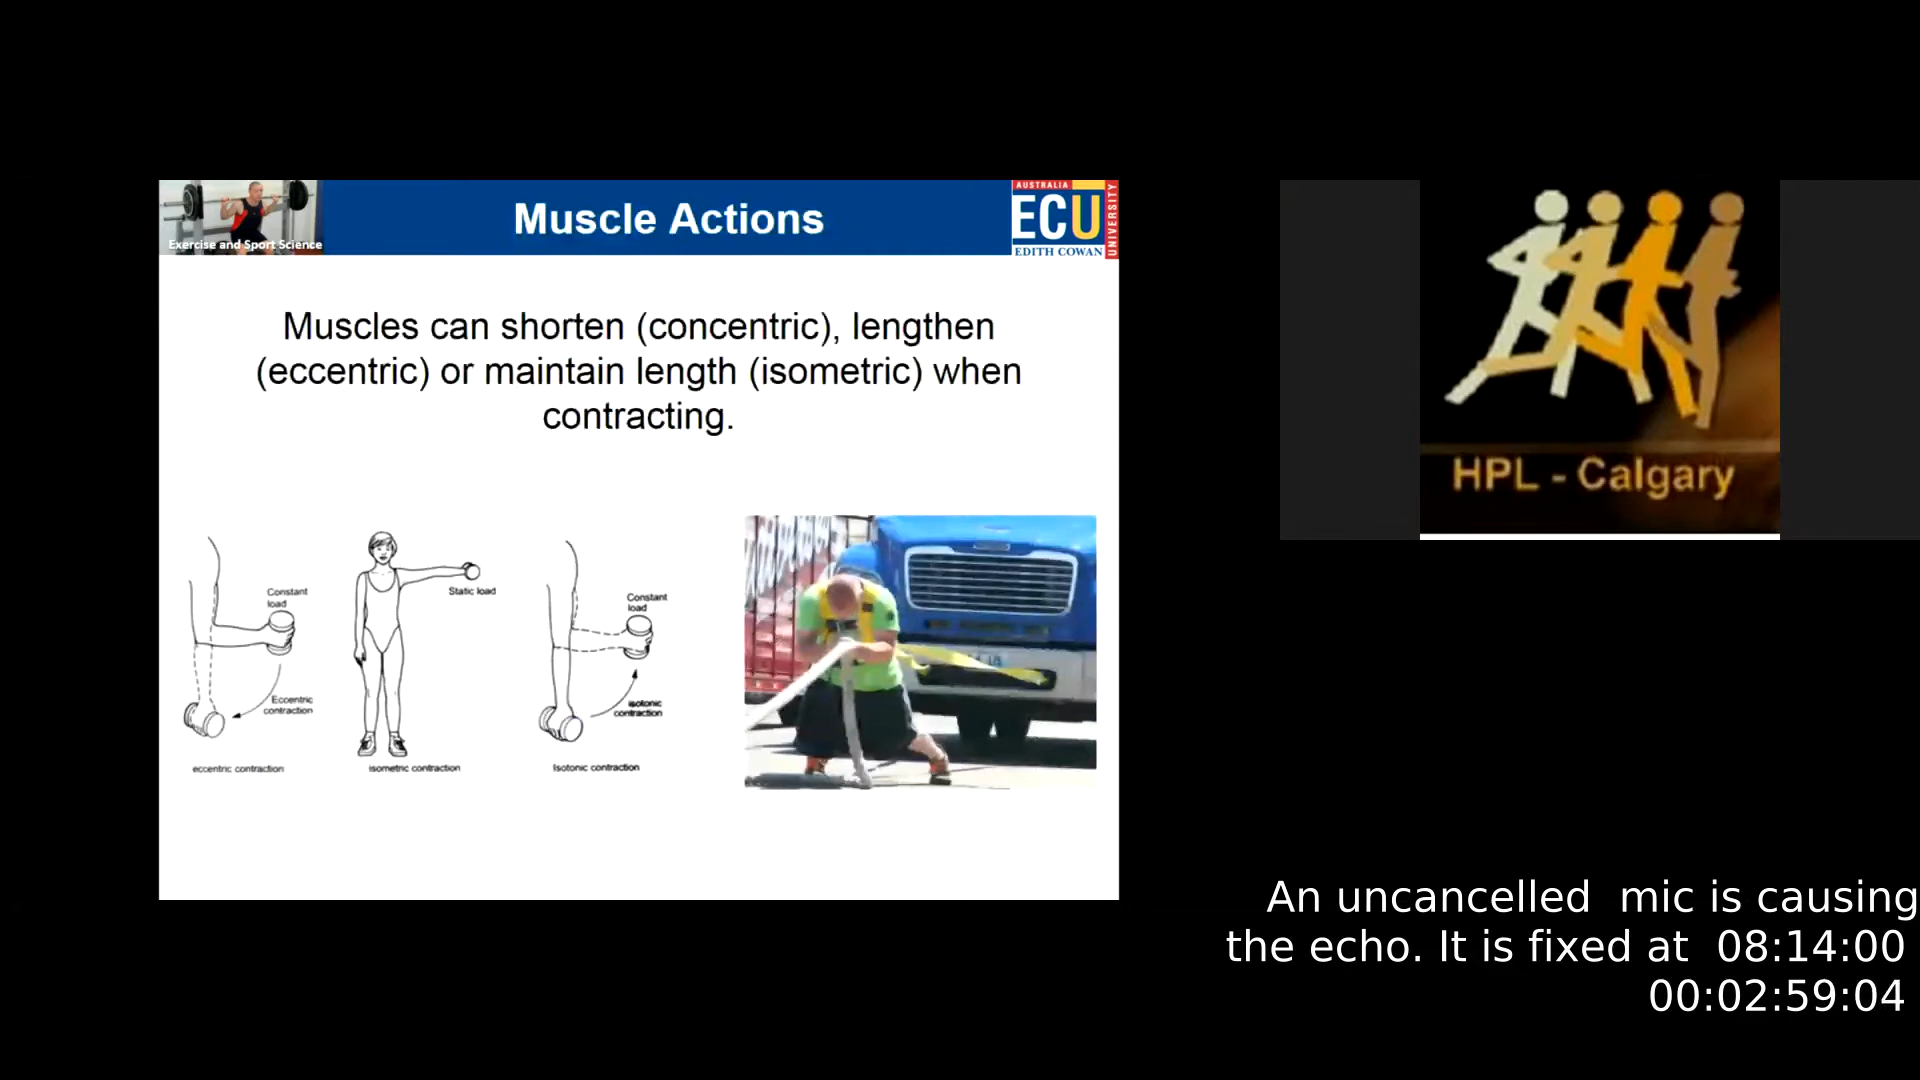 Exercise and Sport Science
Muscle Actions
AUSTRALIA
ECU
EDITH COWAN
UNIVERSITY
Muscles can shorten (concentric), lengthen
(eccentric) or maintain length (isometric) when
contracting.
Constant
load
Eccentric
contraction
eccentric contraction
Static load
isometric contraction
Constant
load
isotonic
contraction
Isotonic contraction
HPL - Calgary
An uncancelled  mic is causing
the echo. It is fixed at  08:14:00
00:02:59:04